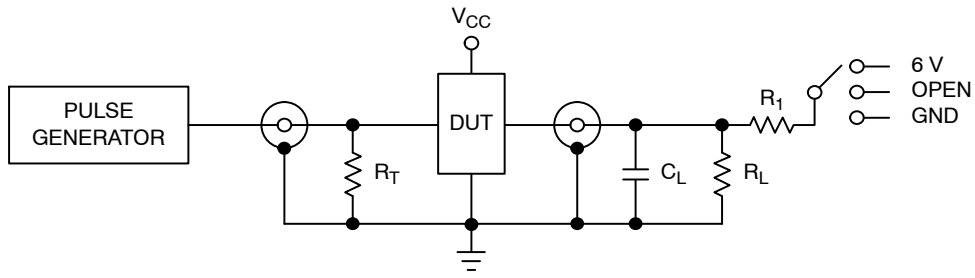 V_CC
PULSE
GENERATOR
DUT
R_T
C_L
R_L
R_1
6 V
OPEN
GND